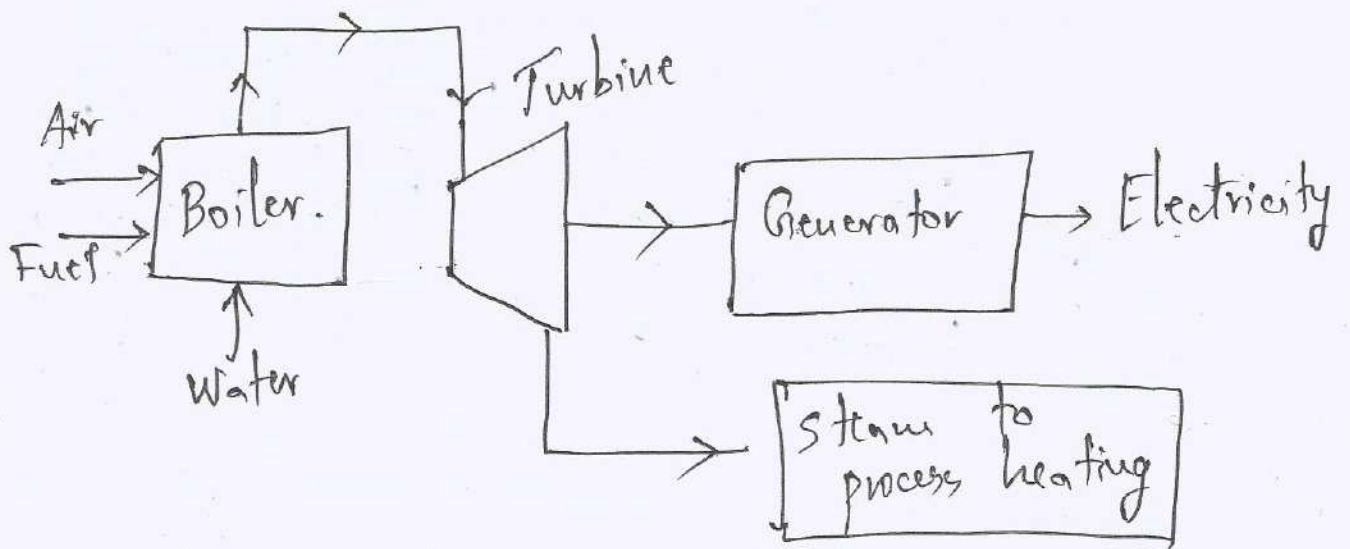 Turbine
Air
Boiler.
Fuel
Water
Generator
Electricity
Steam to
process heating